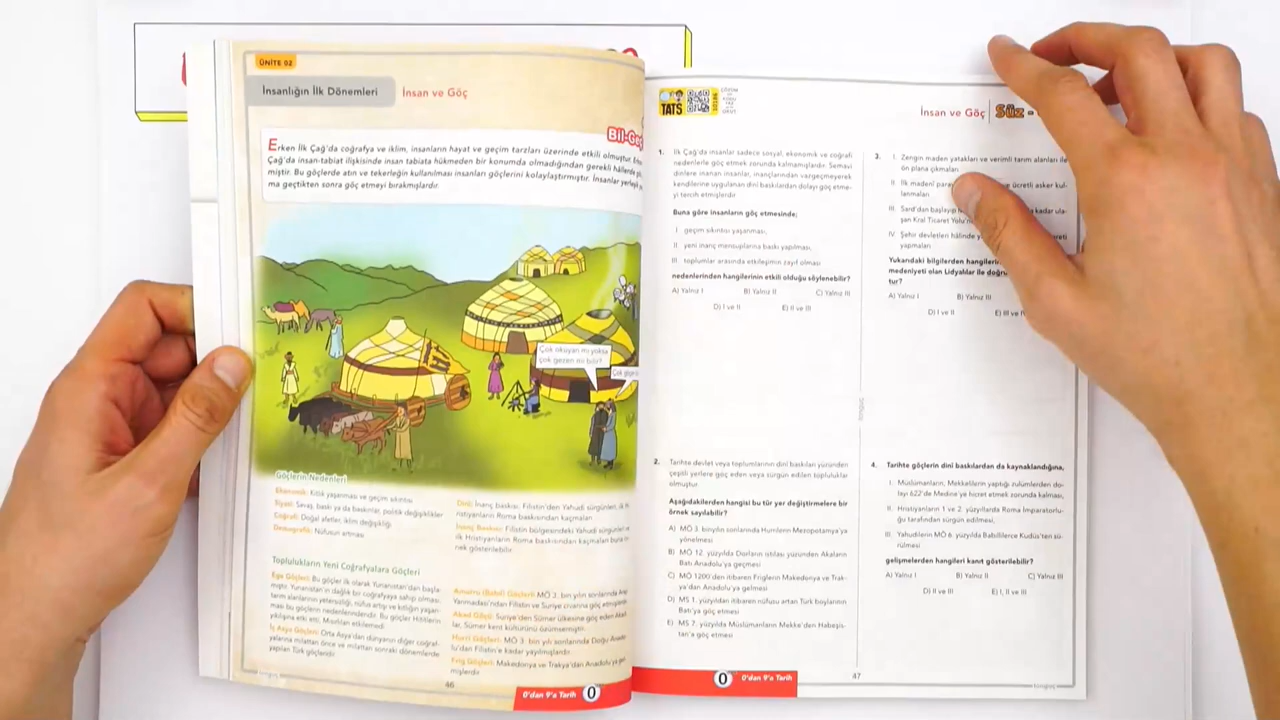 ÜNİTE 02
İnsanlığın İlk Dönemleri
İnsan ve Göç
Bil-Geç
Erken İlk Çağ'da coğrafya ve iklim, insanların hayat ve geçim tarzları üzerinde etkili olmuştur.
Çağ'da insan-tabiat ilişkisinde insan tabiata hükmeden bir konumda olmadığından gerekli hâllerde
miştir. Bu göçlerde atın ve tekerleğin kullanılması insanları göçlerini kolaylaştırmıştır. İnsanlar yerleşik
ma geçtikten sonra göç etmeyi bırakmışlardır.
Çok okuyan mı yoksa
çok gezen mi bilir?
Çok
Göçlerin Nedenleri
Ekonomik: Kıtlık yaşanması ve geçim sıkıntısı
Siyasi: Savaş, baskı ya da baskınlar, politik değişiklikler
Coğrafi: Doğal afetler, iklim değişikliği
Demografik: Nüfusun artması
Dinî: İnanç baskısı, Filistin'den Yahudi sürgünleri, ilk H
ristiyanların Roma baskısından kaçmaları
İnanç Baskısı: Filistin bölgesindeki Yahudi sürgünleri
ilk Hristiyanların Roma baskısından kaçmaları buna ör
nek gösterilebilir.
Toplulukların Yeni Coğrafyalara Göçleri
Ege Göçleri: Bu göçler ilk olarak Yunanistan'dan başla-
mıştır. Yunanistan'ın dağlık bir coğrafyaya sahip olması,
tarım alanlarının yetersizliği, nüfus artışı ve kıtlığın yaşan-
ması bu göçlerin nedenlerindendir. Bu göçler Hititlerin
yıkılışına etki etti, Mısırlıları etkilemedi.
İç Asya Göçleri: Orta Asya'dan dünyanın diğer coğraf-
yalarına milattan önce ve milattan sonraki dönemlerde
yapılan Türk göçleridir.
Amurru (Babil) Göçleri: MÖ 3. bin yılın sonlarında Arap
Yarımadası'ndan Filistin ve Suriye civarına göç etmişlerdir.
Akad Göçü: Suriye'den Sümer ülkesine göç eden Akad-
lar, Sümer kent kültürünü özümsemiştir.
Hurri Göçleri: MÖ 3. bin yılı sonlarında Doğu Anado-
lu'dan Filistin'e kadar yayılmışlardır.
Frig Göçleri: Makedonya ve Trakya'dan Anadolu'ya gel-
mişlerdir.
46
0'dan 9'a Tarih 0
TATS
İnsan ve Göç
Süz -
1. İlk Çağ'da insanlar sadece sosyal, ekonomik ve coğrafi
nedenlerle göç etmek zorunda kalmamışlardır. Semavi
dinlere inanan insanlar, inançlarından vazgeçmeyerek
kendilerine uygulanan dinî baskılardan dolayı göç etme-
yi tercih etmişlerdir.
Buna göre insanların göç etmesinde;
I. geçim sıkıntısı yaşanması,
II. yeni inanç mensuplarına baskı yapılması,
III. toplumlar arasında etkileşimin zayıf olması
nedenlerinden hangilerinin etkili olduğu söylenebilir?
A) Yalnız I B) Yalnız II C) Yalnız III
D) I ve II E) II ve III
2. Tarihte devlet veya toplumlarının dinî baskıları yüzünden
çeşitli yerlere göç eden veya sürgün edilen topluluklar
olmuştur.
Aşağıdakilerden hangisi bu tür yer değiştirmelere bir
örnek sayılabilir?
A) MÖ 3. binyılın sonlarında Hurrilerin Mezopotamya'ya
yönelmesi
B) MÖ 12. yüzyılda Dorların istilası yüzünden Akaların
Batı Anadolu'ya geçmesi
C) MÖ 1200'den itibaren Friglerin Makedonya ve Trak-
ya'dan Anadolu'ya gelmesi
D) MS 1. yüzyıldan itibaren nüfusu artan Türk boylarının
Batı'ya göç etmesi
E) MS 7. yüzyılda Müslümanların Mekke'den Habeşis-
tan'a göç etmesi
3. I. Zengin maden yatakları ve verimli tarım alanları ile
ön plana çıkmaları
II. İlk madenî para ücretli asker kul-
lanmaları
III. Sard'dan başlayıp kadar ula-
şan Kral Ticaret Yolu'n
IV. Şehir devletleri hâlinde
yapmaları
Yukarıdaki bilgilerden hangileri
medeniyeti olan Lidyalılar ile doğru
tur?
A) Yalnız I B) Yalnız III
D) I ve II E) III ve
4. Tarihte göçlerin dinî baskılardan da kaynaklandığına,
I. Müslümanların, Mekkelilerin yaptığı zulümlerden do-
layı 622'de Medine'ye hicret etmek zorunda kalması,
II. Hristiyanların 1 ve 2. yüzyıllarda Roma İmparatorlu-
ğu tarafından sürgün edilmesi,
III. Yahudilerin MÖ 6. yüzyılda Babillilerce Kudüs'ten sü-
rülmesi
gelişmelerden hangileri kanıt gösterilebilir?
A) Yalnız I B) Yalnız II C) Yalnız III
D) II ve III E) I, II ve III
0 0'dan 9'a Tarih
47